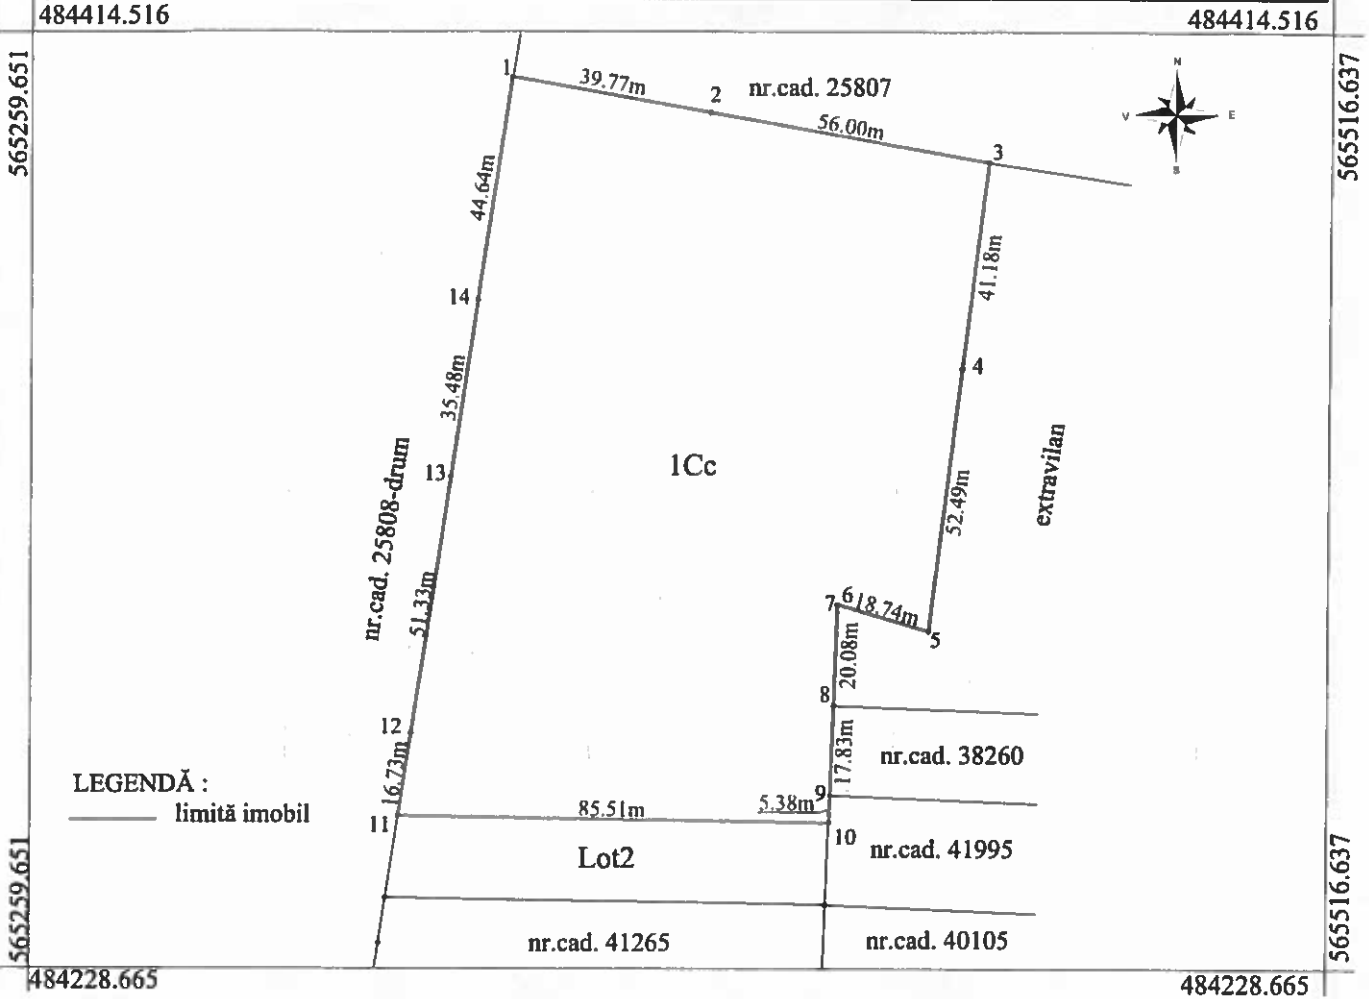 484414.516
484414.516
565259.651
565516.637
N
V
E
S
1
39.77m
2
nr.cad. 25807
56.00m
3
44.64m
41.18m
14
4
35.48m
13
1Cc
nr.cad. 25808-drum
extravilan
52.49m
51.33m
7
6
18.74m
5
20.08m
8
12
17.83m
nr.cad. 38260
16.73m
LEGENDĂ :
limită imobil
11
85.51m
5.38m
9
10
nr.cad. 41995
Lot2
565259.651
565516.637
nr.cad. 41265
nr.cad. 40105
484228.665
484228.665